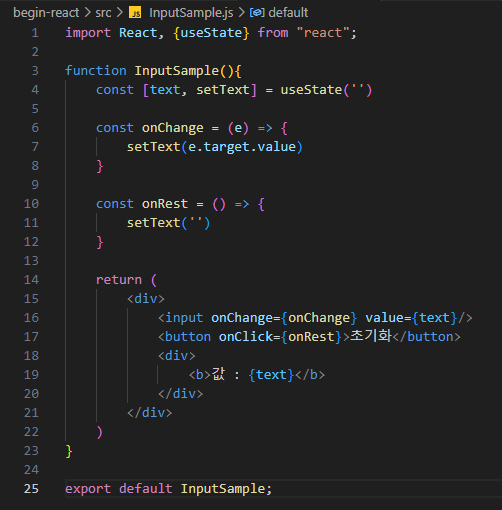 begin-react > src > JS InputSample.js > default
1 import React, {useState} from "react";
2
3 function InputSample(){
4 const [text, setText] = useState('')
5
6 const onChange = (e) => {
7 setText(e.target.value)
8 }
9
10 const onRest = () => {
11 setText('')
12 }
13
14 return (
15 <div>
16 <input onChange={onChange} value={text}/>
17 <button onClick={onRest}>초기화</button>
18 <div>
19 <b>값 : {text}</b>
20 </div>
21 </div>
22 )
23 }
24
25 export default InputSample;